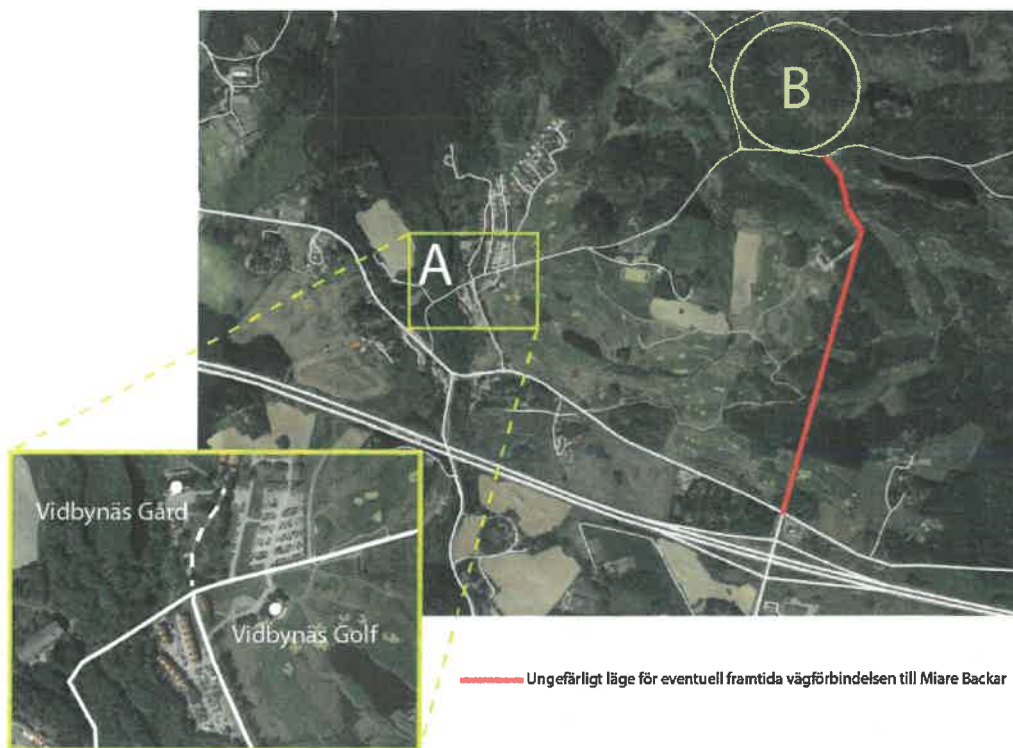 B
A
Vidbynäs Gård
Vidbynäs Golf
Ungefärligt läge för eventuell framtida vägförbindelsen till Miare Backar